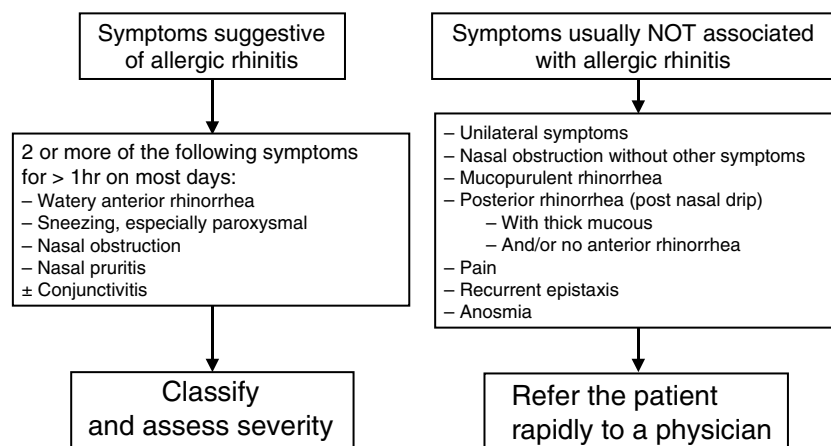 Symptoms suggestive
of allergic rhinitis
2 or more of the following symptoms
for > 1hr on most days:
– Watery anterior rhinorrhea
– Sneezing, especially paroxysmal
– Nasal obstruction
– Nasal pruritis
± Conjunctivitis
Classify
and assess severity
Symptoms usually NOT associated
with allergic rhinitis
– Unilateral symptoms
– Nasal obstruction without other symptoms
– Mucopurulent rhinorrhea
– Posterior rhinorrhea (post nasal drip)
– With thick mucous
– And/or no anterior rhinorrhea
– Pain
– Recurrent epistaxis
– Anosmia
Refer the patient
rapidly to a physician